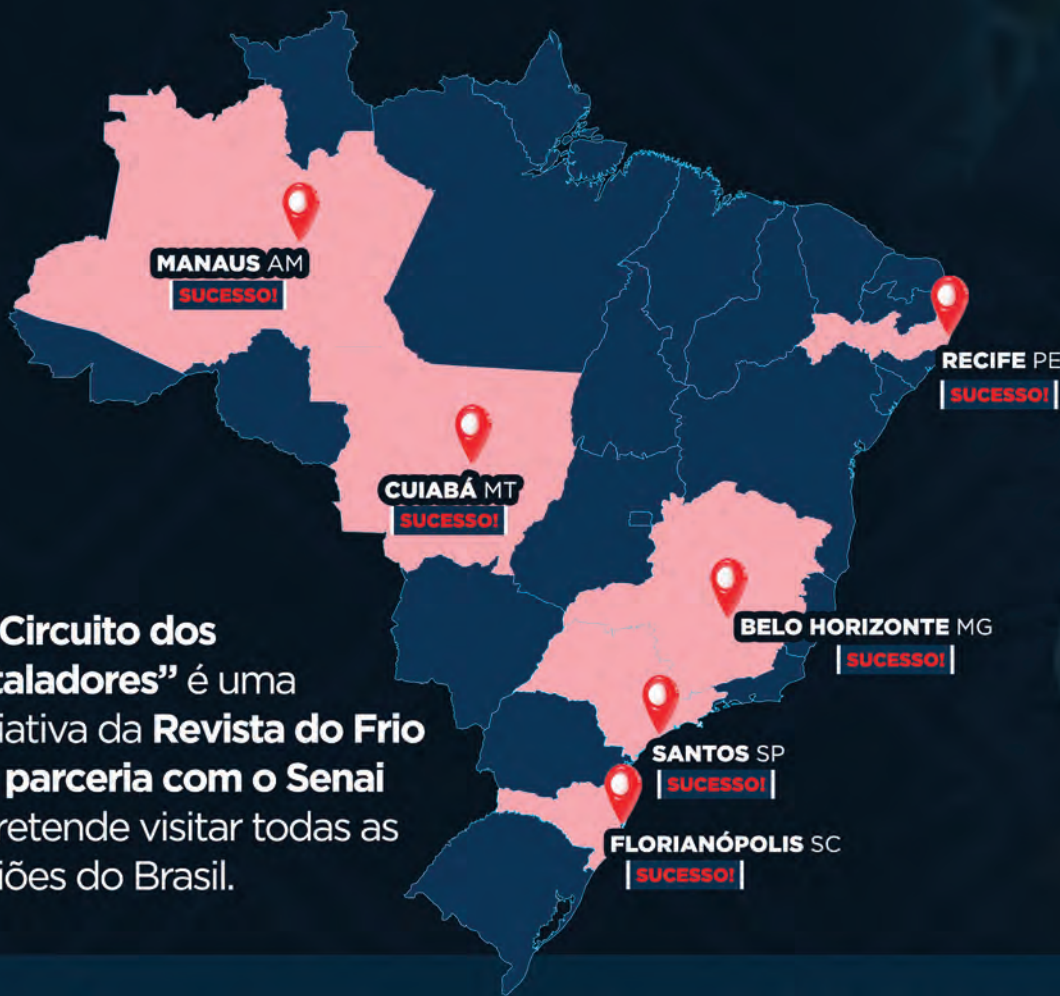 MANAUS AM
SUCESSO!
RECIFE PE
SUCESSO!
CUIABÁ MT
SUCESSO!
BELO HORIZONTE MG
SUCESSO!
SANTOS SP
SUCESSO!
FLORIANÓPOLIS SC
SUCESSO!
Circuito dos
taladores” é uma
iativa da Revista do Frio
parceria com o Senai
retende visitar todas as
iões do Brasil.